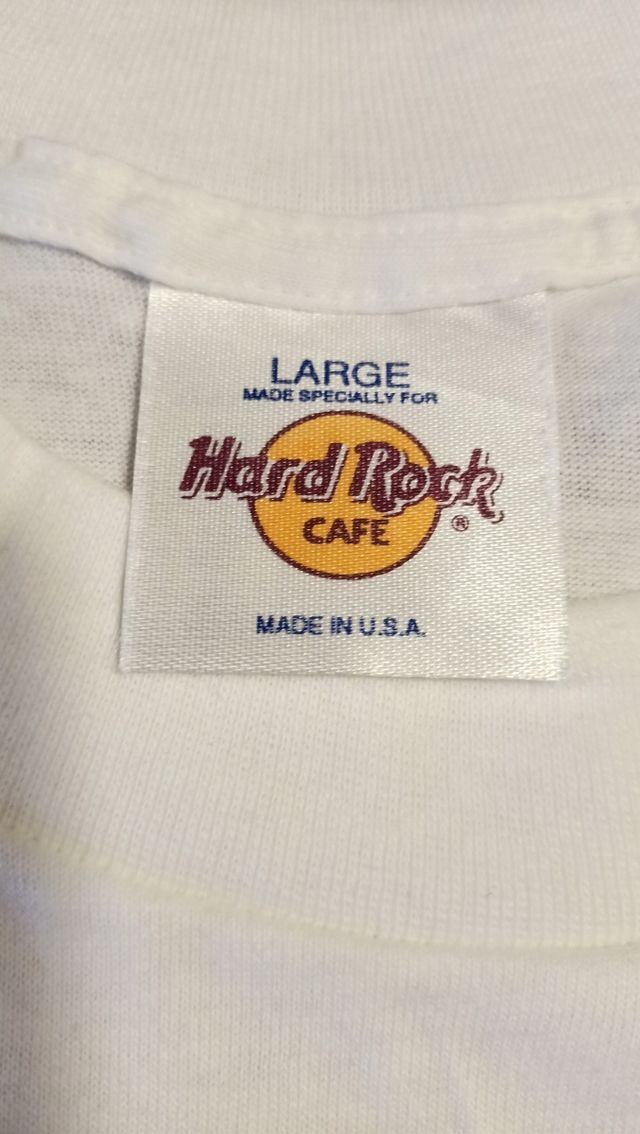 LARGE
MADE SPECIALLY FOR
Hard Rock
CAFE
®
MADE IN U.S.A.